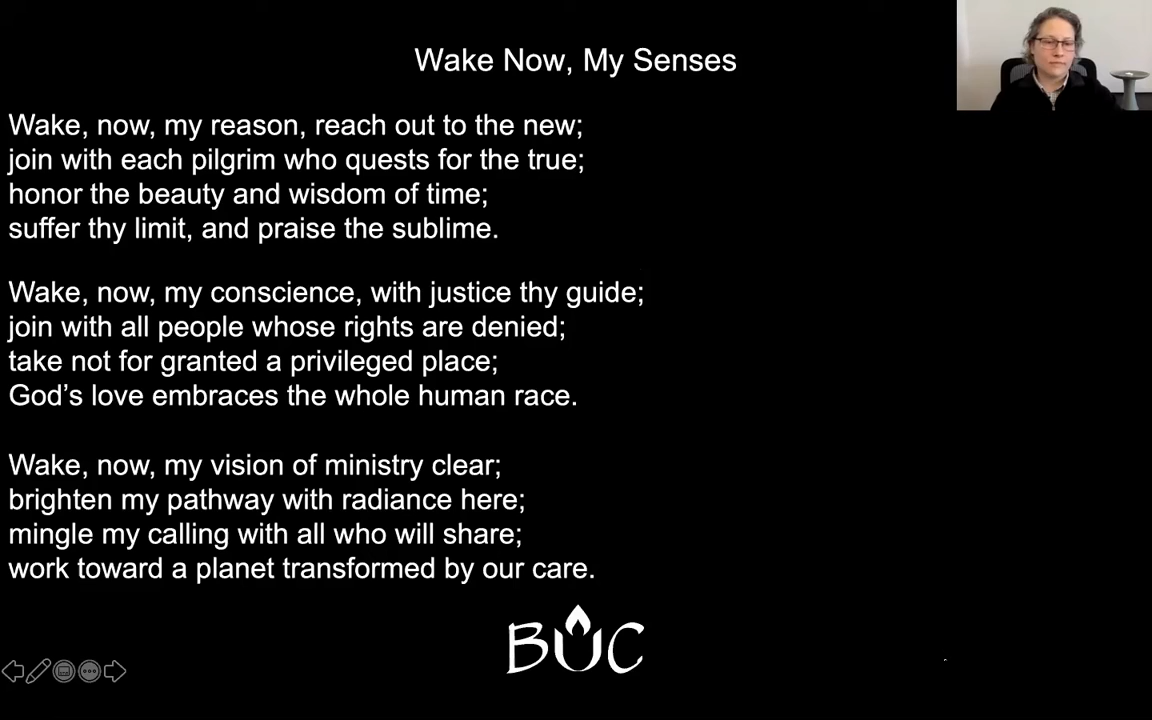 Wake Now, My Senses
Wake, now, my reason, reach out to the new;
join with each pilgrim who quests for the true;
honor the beauty and wisdom of time;
suffer thy limit, and praise the sublime.
Wake, now, my conscience, with justice thy guide;
join with all people whose rights are denied;
take not for granted a privileged place;
God’s love embraces the whole human race.
Wake, now, my vision of ministry clear;
brighten my pathway with radiance here;
mingle my calling with all who will share;
work toward a planet transformed by our care.
BUC